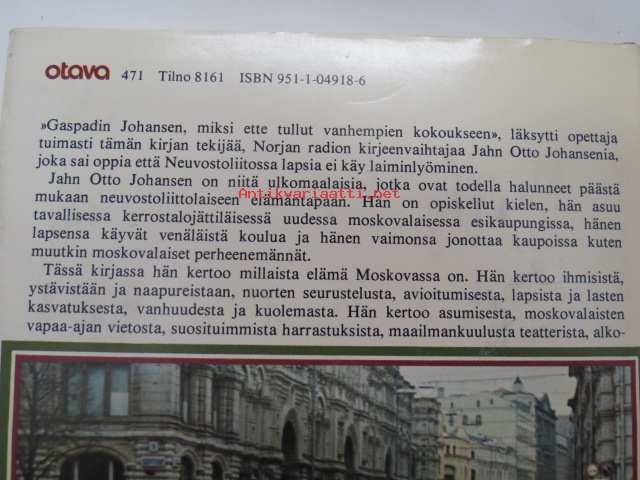 otava 471 Tilno 8161 ISBN 951-1-04918-6
»Gaspadin Johansen, miksi ette tullut vanhempien kokoukseen», läksytti opettaja
tuimasti tämän kirjan tekijää, Norjan radion kirjeenvaihtajaa Jahn Otto Johansenia,
joka sai oppia että Neuvostoliitossa lapsia ei käy laiminlyöminen.
Jahn Otto Johansen on niitä ulkomaalaisia, jotka ovat todella halunneet päästä
Antikvariaatti.net
mukaan neuvostoliittolaiseen elämäntapaan. Hän on opiskellut kielen, hän asuu
tavallisessa kerrostalojättiläisessä uudessa moskovalaisessa esikaupungissa, hänen
lapsensa käyvät venäläistä koulua ja hänen vaimonsa jonottaa kaupoissa kuten
muutkin moskovalaiset perheenemännät.
Tässä kirjassa hän kertoo millaista elämä Moskovassa on. Hän kertoo ihmisistä,
ystävistään ja naapureistaan, nuorten seurustelusta, avioitumisesta, lapsista ja lasten
kasvatuksesta, vanhuudesta ja kuolemasta. Hän kertoo asumisesta, moskovalaisten
vapaa-ajan vietosta, suosituimmista harrastuksista, maailmankuulusta teatterista, alko-